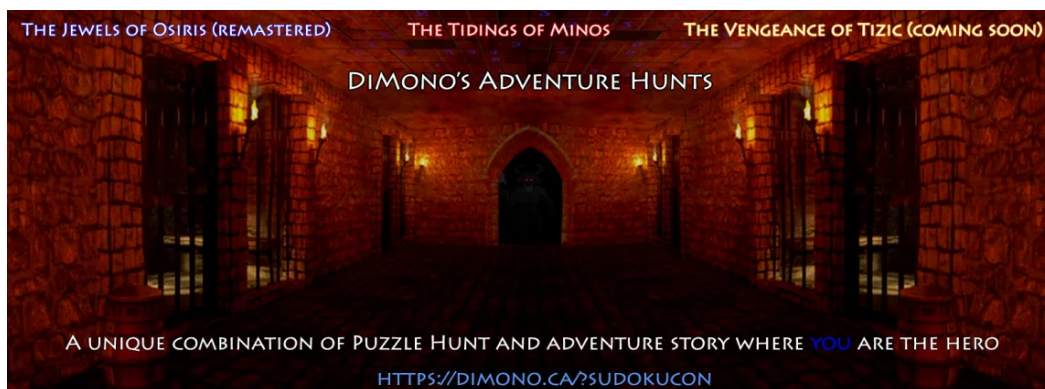 The Jewels of Osiris (remastered)
The Tidings of Minos
The Vengeance of Tizic (coming soon)
DiMono's Adventure Hunts
A unique combination of Puzzle Hunt and adventure story where you are the hero
https://dimono.ca/?sudokucon